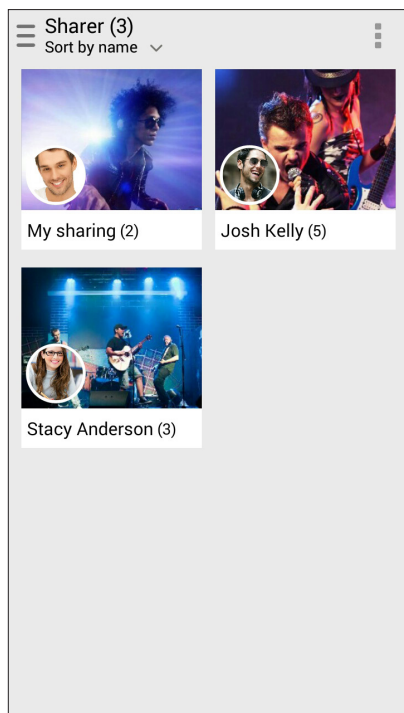 Sharer (3)
Sort by name
My sharing (2)
Josh Kelly (5)
Stacy Anderson (3)